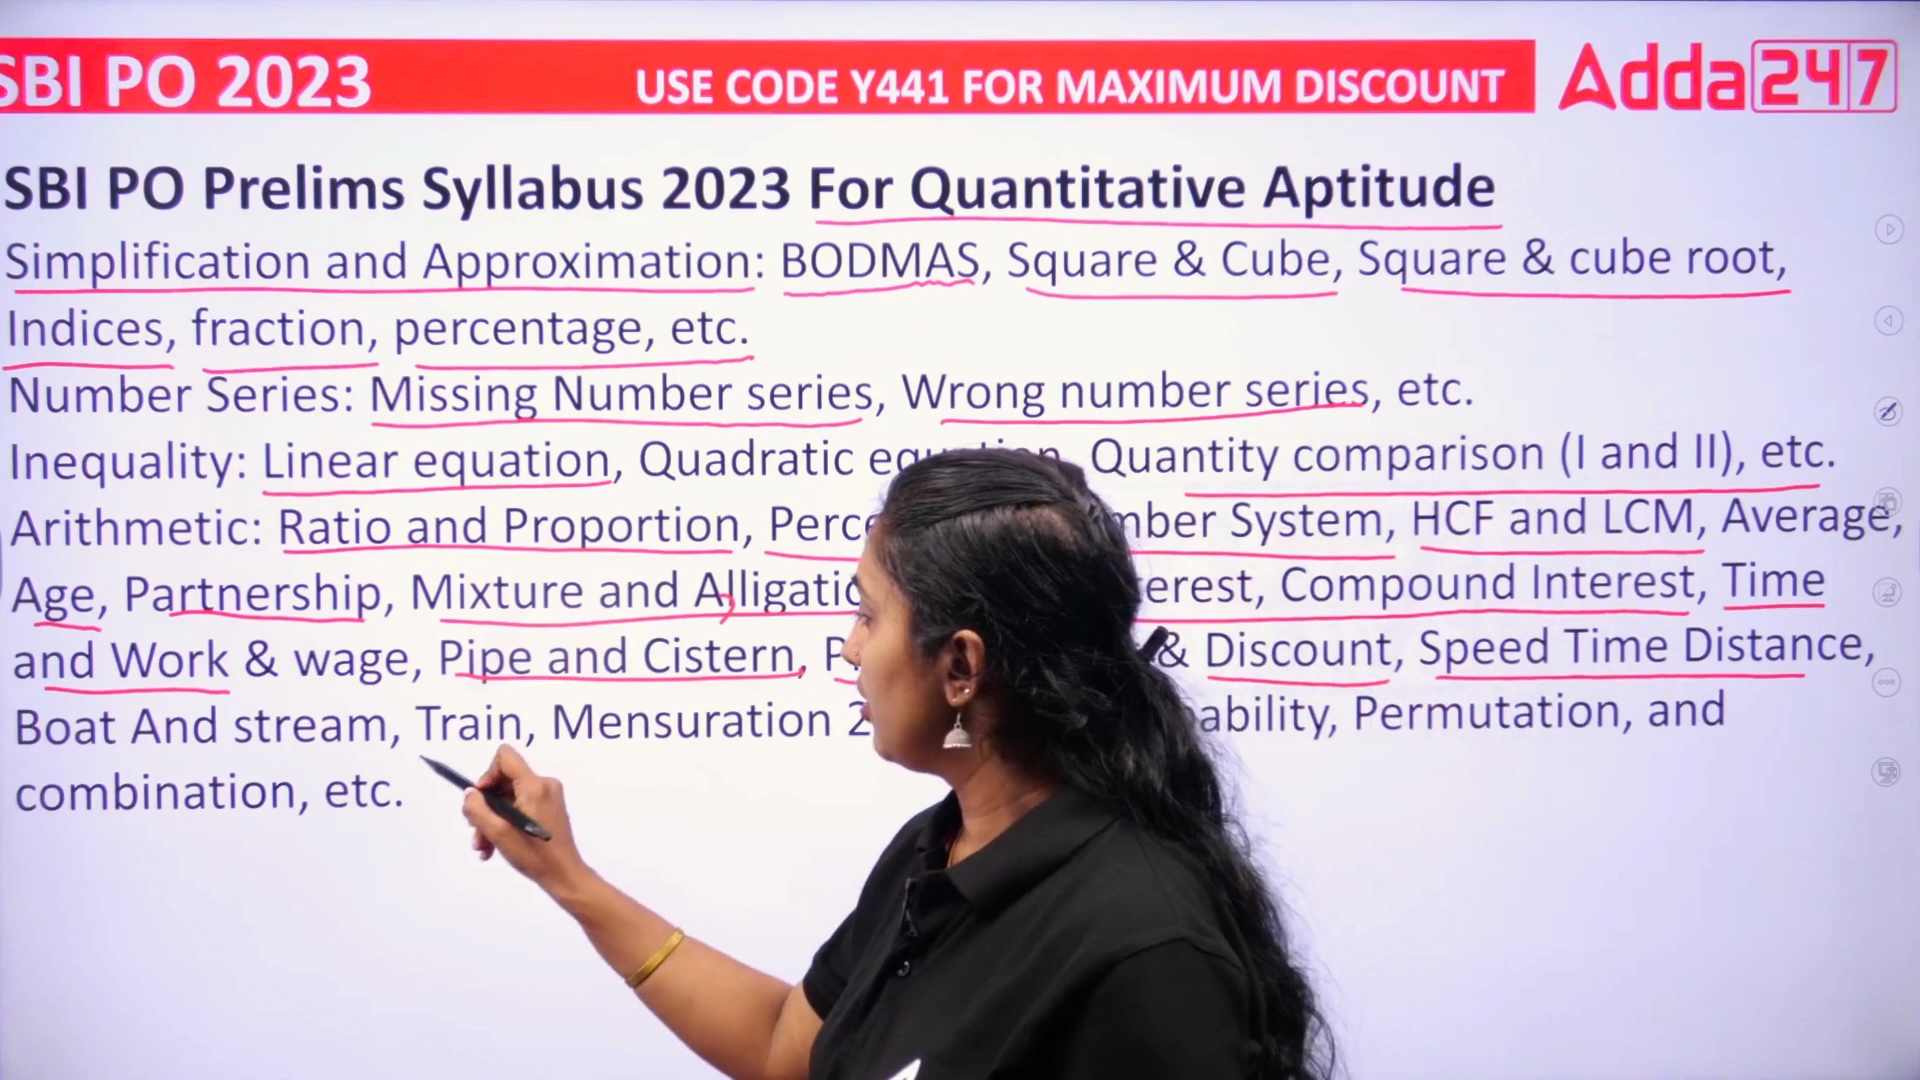 SBI PO 2023 USE CODE Y441 FOR MAXIMUM DISCOUNT Adda247
SBI PO Prelims Syllabus 2023 For Quantitative Aptitude
Simplification and Approximation: BODMAS, Square & Cube, Square & cube root,
Indices, fraction, percentage, etc.
Number Series: Missing Number series, Wrong number series, etc.
Inequality: Linear equation, Quadratic equation, Quantity comparison (I and II), etc.
Arithmetic: Ratio and Proportion, System, HCF and LCM, Average,
Age, Partnership, Mixture and Compound Interest, Time
and Work & wage, Pipe and Cistern, & Discount, Speed Time Distance,
Boat And stream, Train, Mensuration Permutation, and
combination, etc.